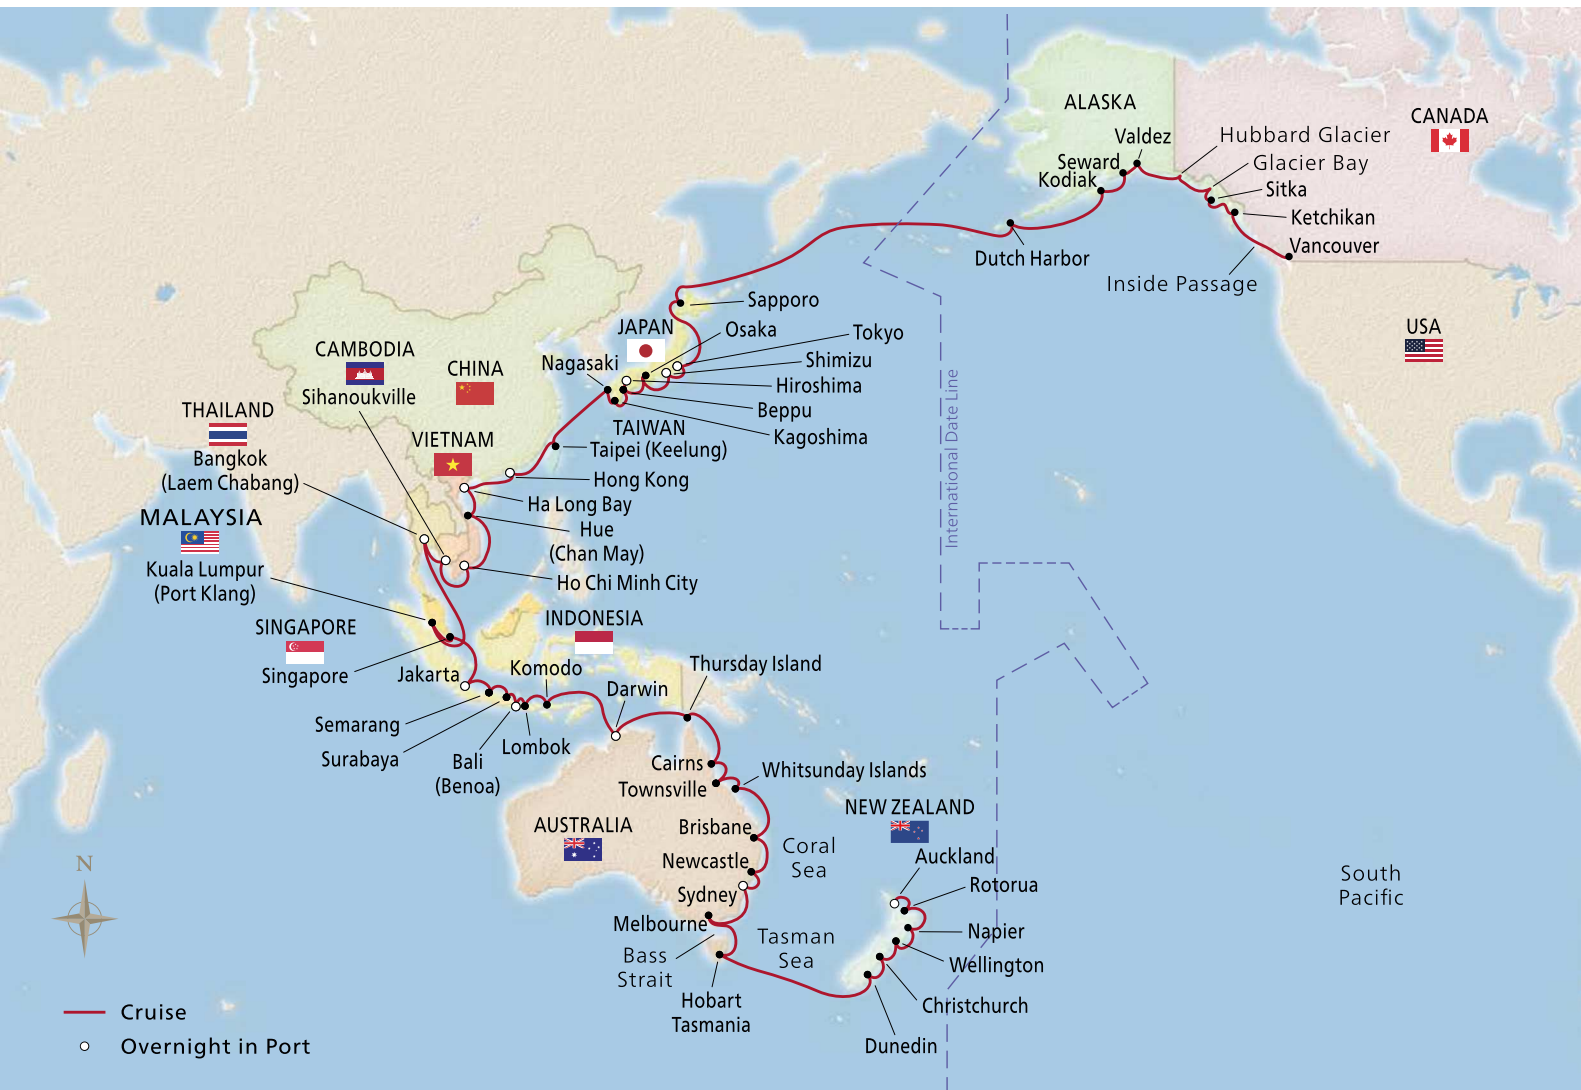 ALASKA
CANADA
Valdez
Hubbard Glacier
Seward
Glacier Bay
Kodiak
Sitka
Ketchikan
Vancouver
Dutch Harbor
Inside Passage
USA
Sapporo
JAPAN
Osaka
Tokyo
CAMBODIA
Nagasaki
Shimizu
CHINA
Hiroshima
Sihanoukville
Beppu
THAILAND
TAIWAN
Kagoshima
VIETNAM
Taipei (Keelung)
Bangkok
(Laem Chabang)
Hong Kong
International Date Line
Ha Long Bay
MALAYSIA
Hue
(Chan May)
Kuala Lumpur
(Port Klang)
Ho Chi Minh City
SINGAPORE
INDONESIA
Singapore
Jakarta
Komodo
Thursday Island
Darwin
Semarang
Surabaya
Lombok
Bali
(Benoa)
Cairns
Whitsunday Islands
Townsville
NEW ZEALAND
AUSTRALIA
Brisbane
Coral
Sea
Newcastle
Auckland
Sydney
Rotorua
South
Pacific
N
Melbourne
Napier
Tasman
Sea
Bass
Strait
Wellington
Hobart
Tasmania
Christchurch
Dunedin
Cruise
Overnight in Port